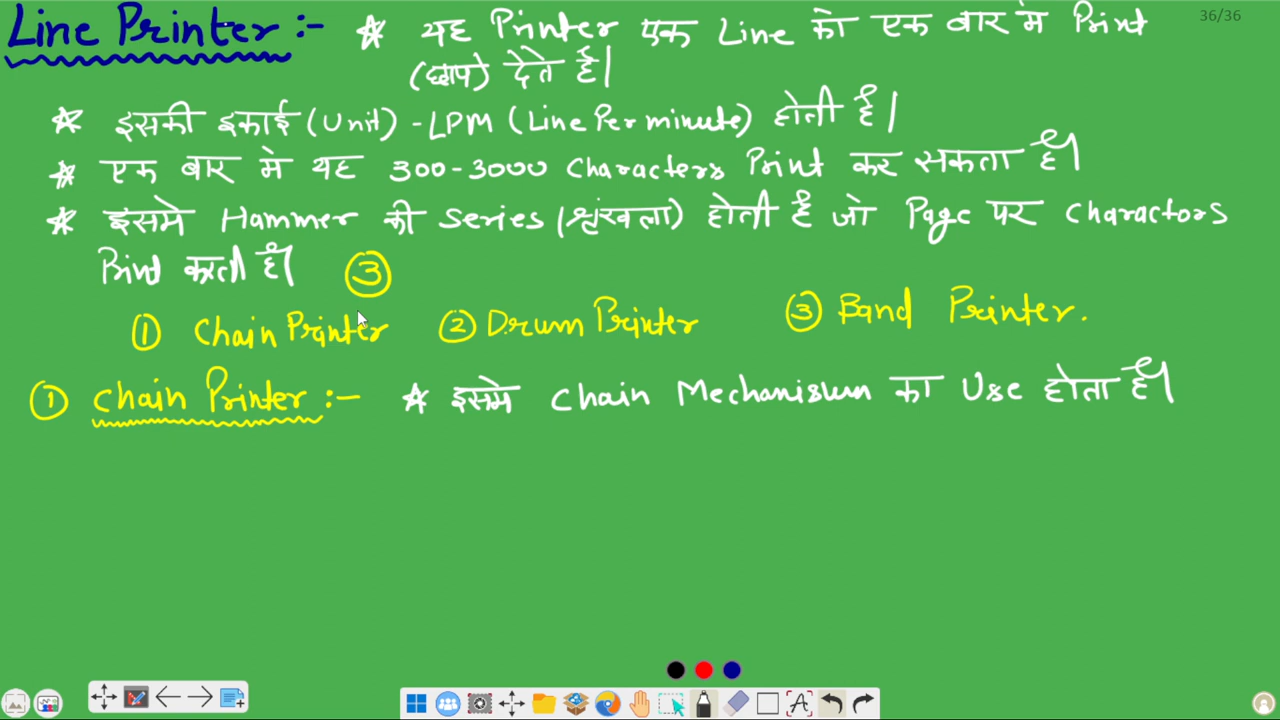 36/36
Line Printer :- * यह Printer एक Line को एक बार मे Print
(छाप) देते है।
* इसकी इकाई (Unit) - LPM (Line Per minute) होती है।
* एक बार मे यह 300-3000 Characters Print कर सकता है।
* इसमे Hammer की Series (श्रृंखला) होती है जो Page पर Charactors
Print करती है। ③
① Chain Printer ② Drum Printer ③ Band Printer.
① Chain Printer :- * इसमे Chain Mechanisum का Use होता है।